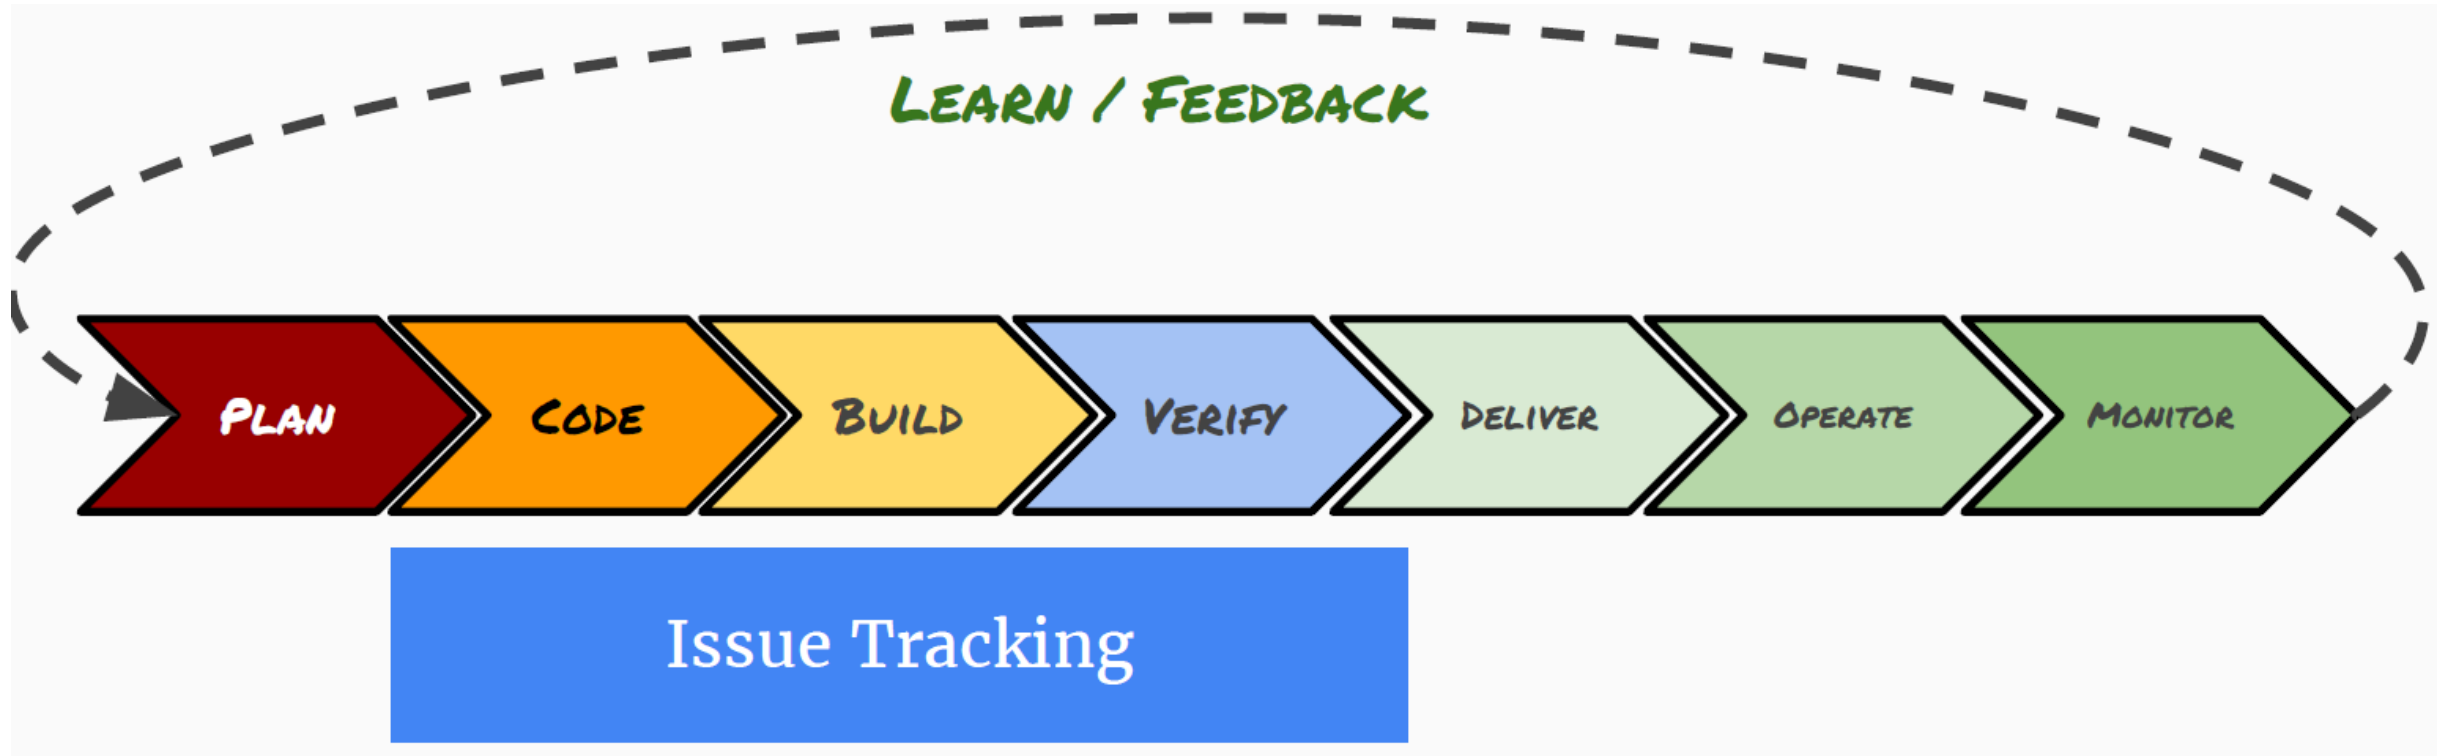 Learn / Feedback
Plan
Code
Build
Verify
Deliver
Operate
Monitor
Issue Tracking